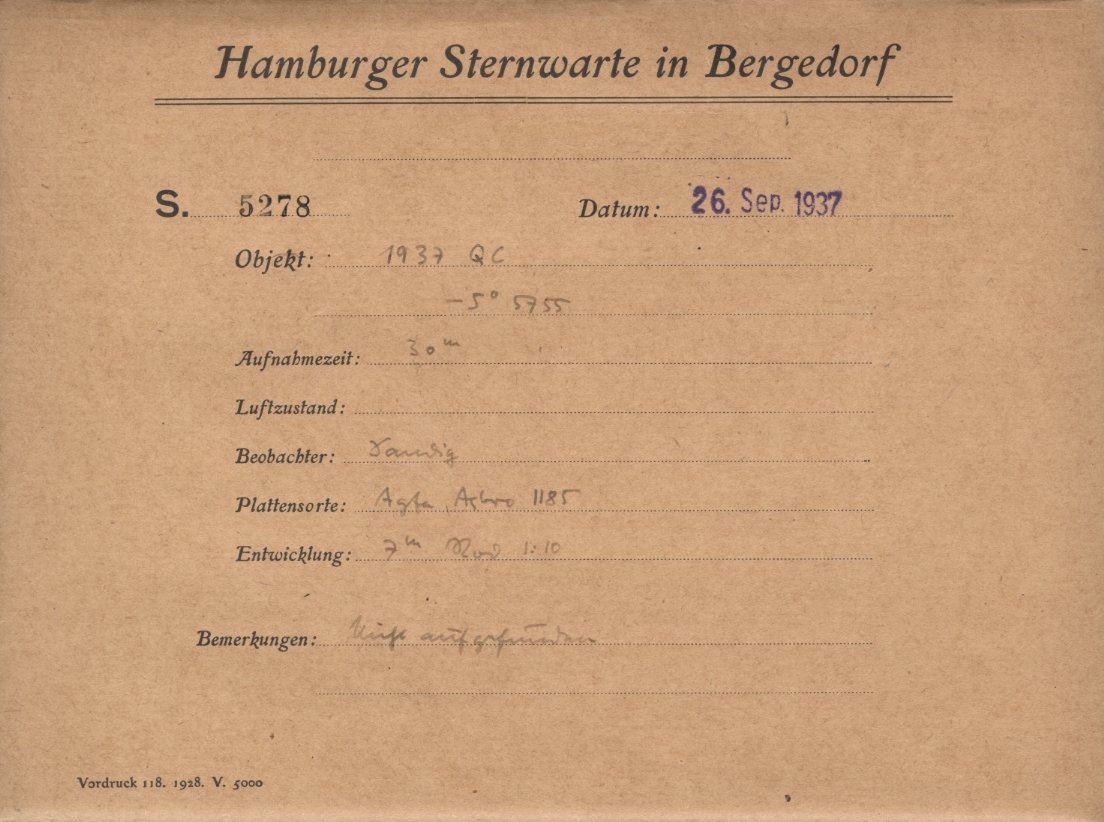 Hamburger Sternwarte in Bergedorf
S. 5278 Datum: 26. Sep. 1937
Objekt: 1937 QC
-5° 5755
Aufnahmezeit: 30m
Luftzustand:
Beobachter:
Plattensorte: Agfa Astro 1185
Entwicklung: 7m Rod 1:10
Bemerkungen: Nicht aufgefunden
Vordruck 118. 1928. V. 5000